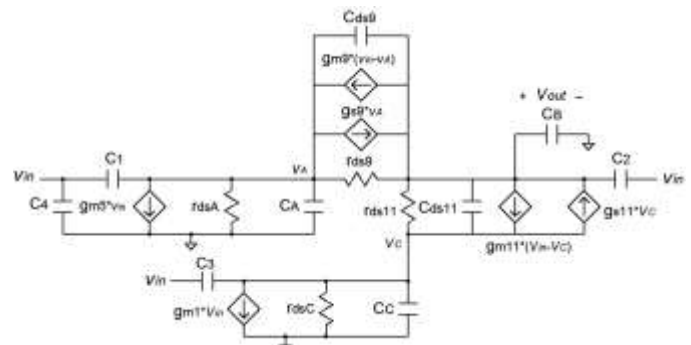 Cds9
gm9*(vin-vA)
gs9*vA
+ Vout −
CB
Vin C1 vA rds9 C2 Vin
C4 gm5*vin rdsA CA rds11 Cds11 gs11*vC
gm11*(vin-vC)
vC
Vin C3
gm1*vin rdsC CC